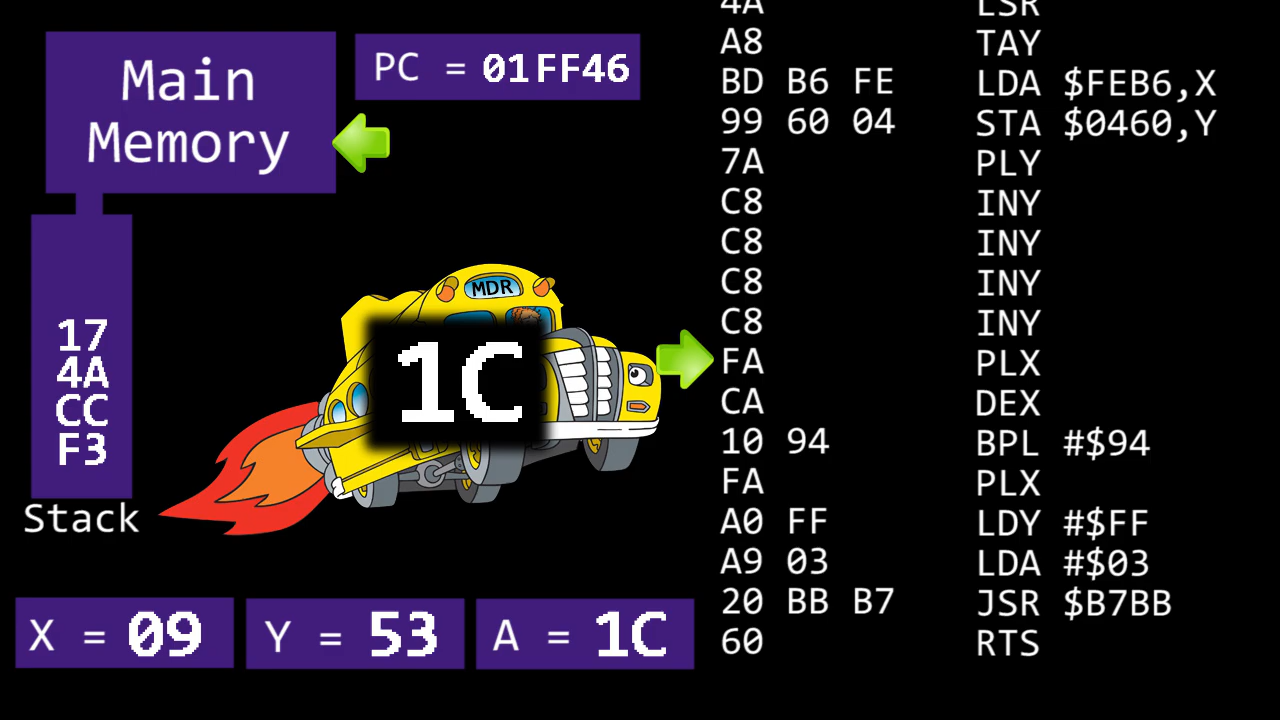 Main
Memory
PC = 01FF46
17
4A
CC
F3
Stack
MDR
1C
X = 09
Y = 53
A = 1C
4A LSR
A8 TAY
BD B6 FE LDA $FEB6,X
99 60 04 STA $0460,Y
7A PLY
C8 INY
C8 INY
C8 INY
C8 INY
FA PLX
CA DEX
10 94 BPL #$94
FA PLX
A0 FF LDY #$FF
A9 03 LDA #$03
20 BB B7 JSR $B7BB
60 RTS